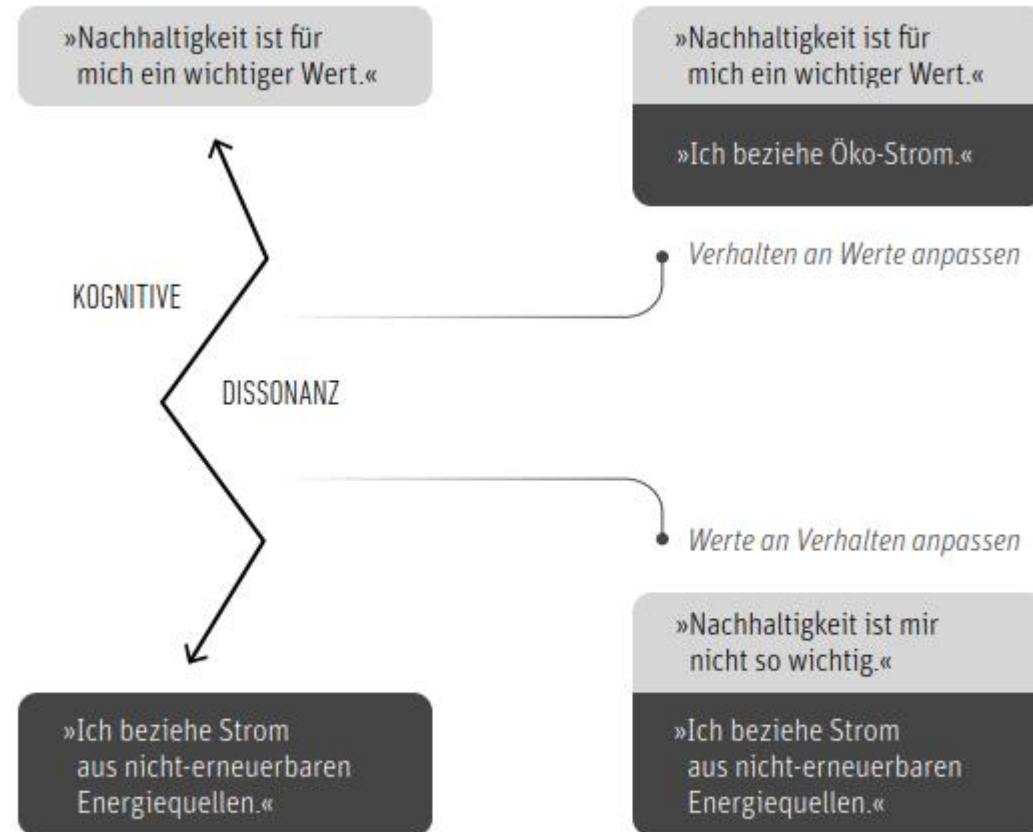 »Nachhaltigkeit ist für
mich ein wichtiger Wert.«
KOGNITIVE
DISSONANZ
»Ich beziehe Strom
aus nicht-erneuerbaren
Energiequellen.«
»Nachhaltigkeit ist für
mich ein wichtiger Wert.«
»Ich beziehe Öko-Strom.«
Verhalten an Werte anpassen
Werte an Verhalten anpassen
»Nachhaltigkeit ist mir
nicht so wichtig.«
»Ich beziehe Strom
aus nicht-erneuerbaren
Energiequellen.«